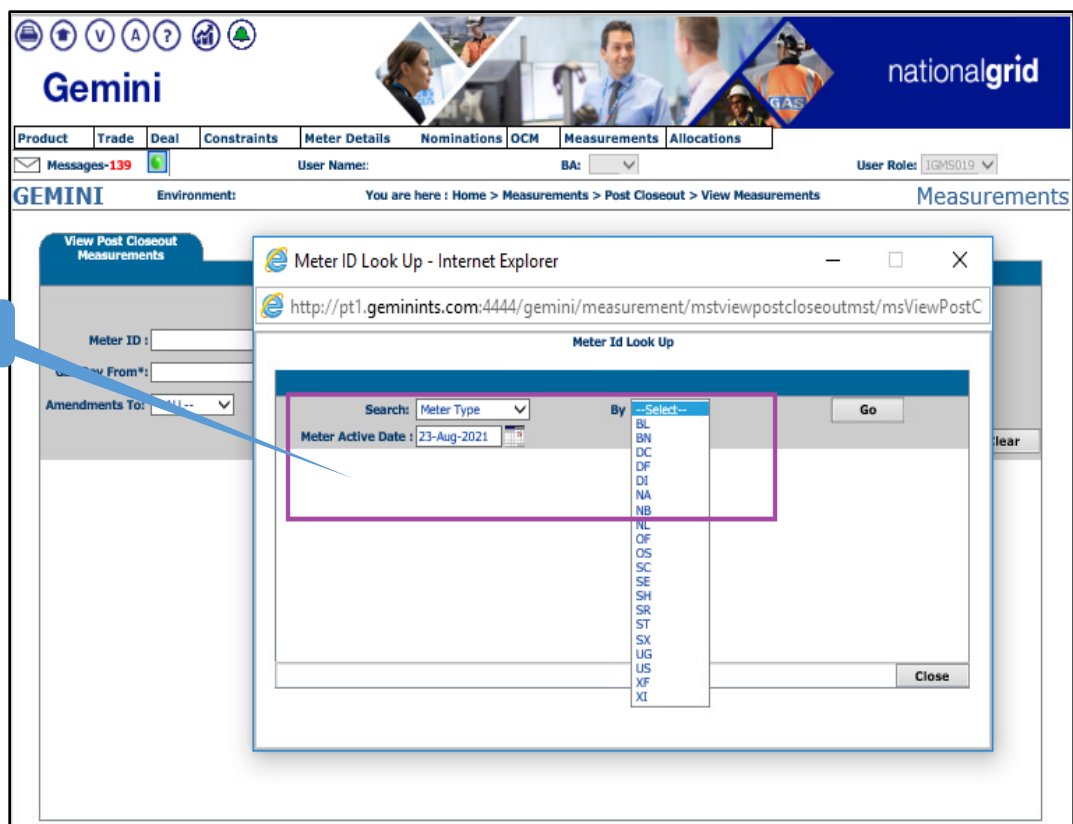 V A ?
Gemini
nationalgrid
GAS
Product Trade Deal Constraints Meter Details Nominations OCM Measurements Allocations
Messages-139 User Name:: BA: User Role: IGMS019
GEMINI Environment: You are here : Home > Measurements > Post Closeout > View Measurements Measurements
View Post Closeout
Measurements
Meter ID Look Up - Internet Explorer
http://pt1.geminints.com:4444/gemini/measurement/mstviewpostcloseoutmst/msViewPostC
Meter Id Look Up
Meter ID :
From*:
Amendments To:
Search: Meter Type By --Select-- Go
Meter Active Date : 23-Aug-2021
BL
BN
DC
DF
DI
NA
NB
NL
OF
OS
SC
SE
SH
SR
ST
SX
UG
US
XF
XI
Close